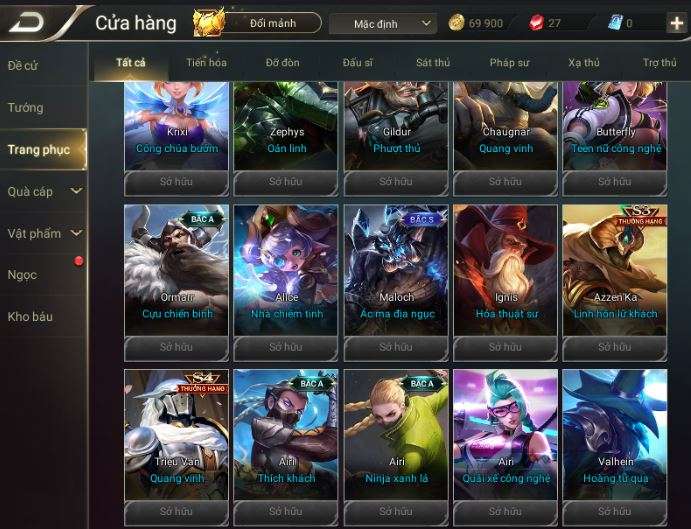 Cửa hàng
Đổi mảnh
Mặc định
69 900
27
0
Đề cử
Tướng
Trang phục
Quà cáp
Vật phẩm
Ngọc
Kho báu
Tất cả
Tiến hóa
Đỡ đòn
Đấu sĩ
Sát thủ
Pháp sư
Xạ thủ
Trợ thủ
Krixi
Công chúa bướm
Sở hữu
Zephys
Oán linh
Sở hữu
Gildur
Phượt thủ
Sở hữu
Chaugnar
Quang vinh
Sở hữu
Butterfly
Teen nữ công nghệ
Sở hữu
BẬC A
Ormarr
Cựu chiến binh
Sở hữu
Alice
Nhà chiêm tinh
Sở hữu
BẬC S
Maloch
Ác ma địa ngục
Sở hữu
Ignis
Hỏa thuật sư
Sở hữu
S3
THƯỞNG HẠNG
Azzen'Ka
Linh hồn lữ khách
Sở hữu
S4
THƯỞNG HẠNG
Triệu Vân
Quang vinh
Sở hữu
BẬC A
Airi
Thích khách
Sở hữu
BẬC A
Airi
Ninja xanh lá
Sở hữu
Airi
Quái xế công nghệ
Sở hữu
Valhein
Hoàng tử quạ
Sở hữu